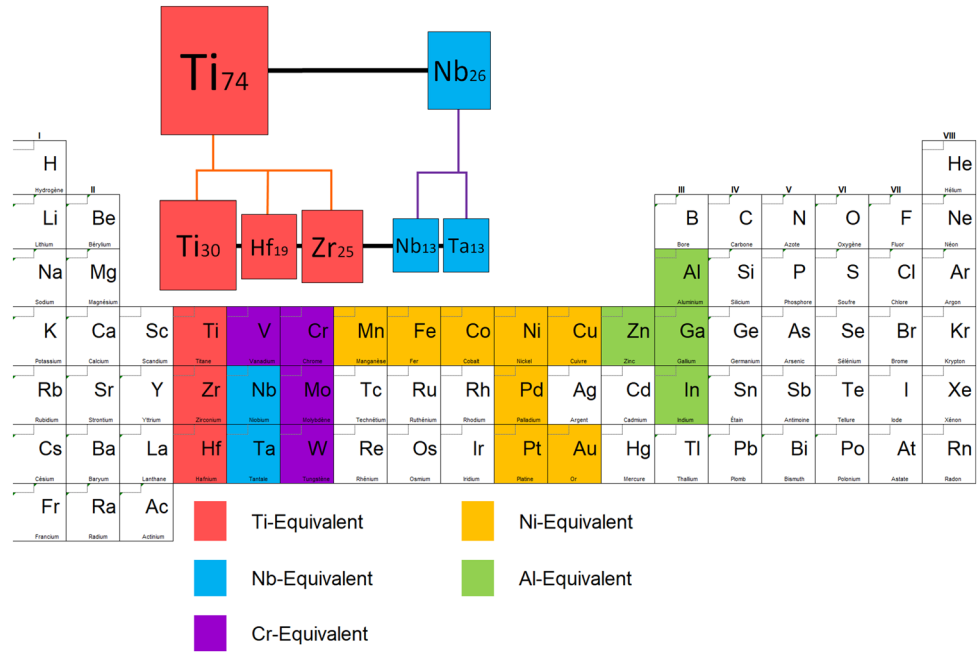 Ti74 Nb26
I VIII
H He
Hydrogène Hélium
II III IV V VI VII
Ti30 Hf19 Zr25 Nb13 Ta13
Li Be B C N O F Ne
Lithium Béryllium Bore Carbone Azote Oxygène Fluor Néon
Na Mg Al Si P S Cl Ar
Sodium Magnésium Aluminium Silicium Phosphore Soufre Chlore Argon
K Ca Sc Ti V Cr Mn Fe Co Ni Cu Zn Ga Ge As Se Br Kr
Potassium Calcium Scandium Titane Vanadium Chrome Manganèse Fer Cobalt Nickel Cuivre Zinc Gallium Germanium Arsenic Sélénium Brome Krypton
Rb Sr Y Zr Nb Mo Tc Ru Rh Pd Ag Cd In Sn Sb Te I Xe
Rubidium Strontium Yttrium Zirconium Niobium Molybdène Technétium Ruthénium Rhodium Palladium Argent Cadmium Indium Étain Antimoine Tellure Iode Xénon
Cs Ba La Hf Ta W Re Os Ir Pt Au Hg Tl Pb Bi Po At Rn
Césium Baryum Lanthane Hafnium Tantale Tungstène Rhénium Osmium Iridium Platine Or Mercure Thallium Plomb Bismuth Polonium Astate Radon
Fr Ra Ac
Francium Radium Actinium
Ti-Equivalent Ni-Equivalent
Nb-Equivalent Al-Equivalent
Cr-Equivalent